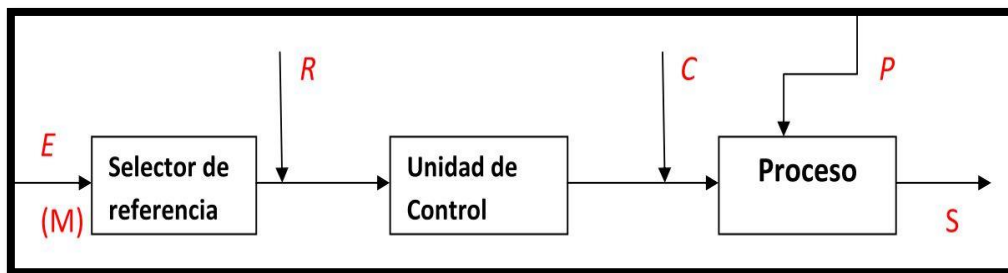 R
C
P
E
(M)
Selector de
referencia
Unidad de
Control
Proceso
S